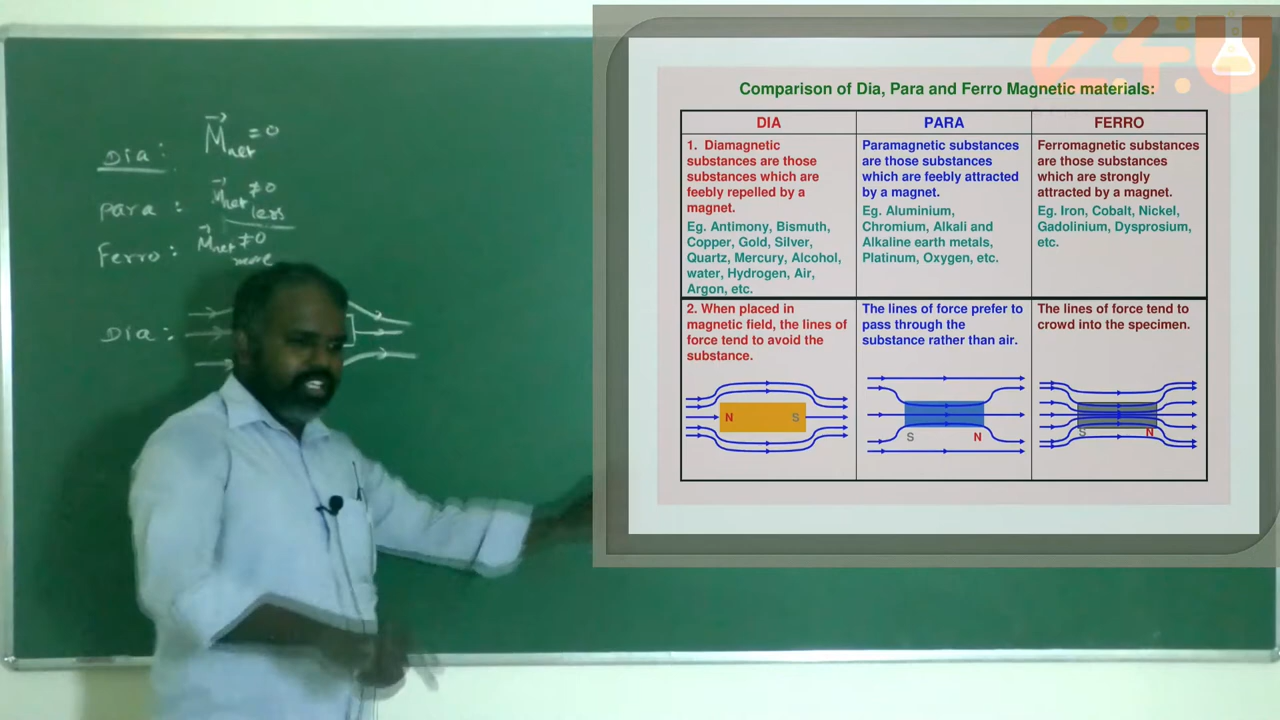 Dia : M⃗net = 0
Para : M⃗net ≠ 0
less
Ferro : M⃗net ≠ 0
more
Dia :
e4U
Comparison of Dia, Para and Ferro Magnetic materials:
DIA
PARA
FERRO
1. Diamagnetic
substances are those
substances which are
feebly repelled by a
magnet.
Eg. Antimony, Bismuth,
Copper, Gold, Silver,
Quartz, Mercury, Alcohol,
water, Hydrogen, Air,
Argon, etc.
Paramagnetic substances
are those substances
which are feebly attracted
by a magnet.
Eg. Aluminium,
Chromium, Alkali and
Alkaline earth metals,
Platinum, Oxygen, etc.
Ferromagnetic substances
are those substances
which are strongly
attracted by a magnet.
Eg. Iron, Cobalt, Nickel,
Gadolinium, Dysprosium,
etc.
2. When placed in
magnetic field, the lines of
force tend to avoid the
substance.
The lines of force prefer to
pass through the
substance rather than air.
The lines of force tend to
crowd into the specimen.
N S
S N
S N